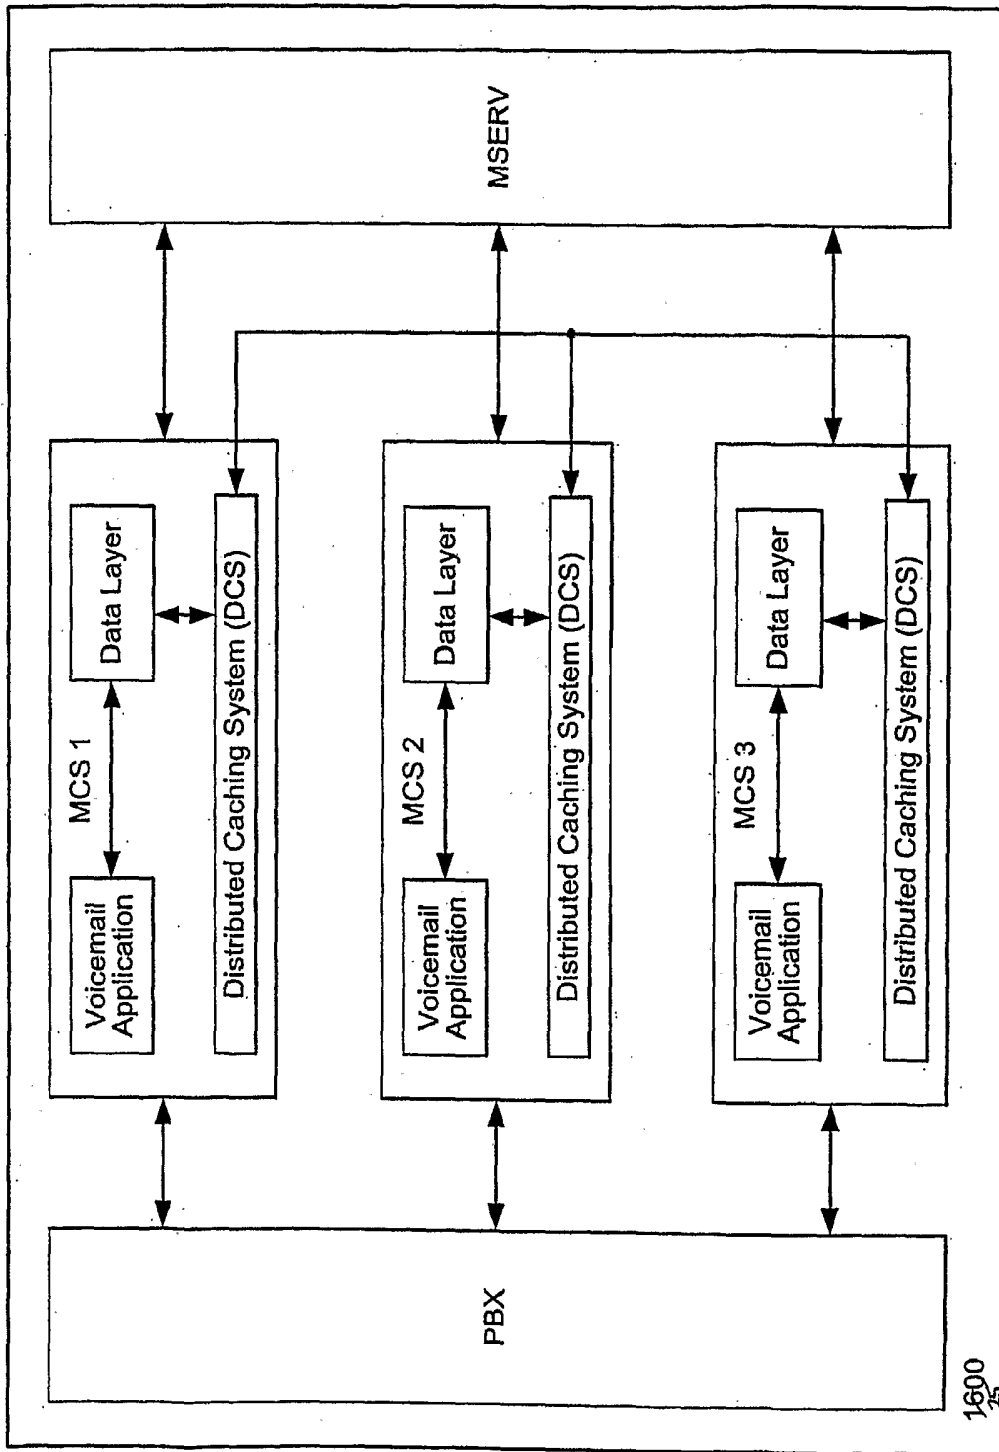 PBX
MCS 1
Voicemail
Application
Data Layer
Distributed Caching System (DCS)
MCS 2
Voicemail
Application
Data Layer
Distributed Caching System (DCS)
MCS 3
Voicemail
Application
Data Layer
Distributed Caching System (DCS)
MSERV
1600